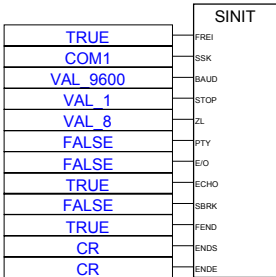 SINIT
TRUE FREI
COM1 SSK
VAL_9600 BAUD
VAL_1 STOP
VAL_8 ZL
FALSE PTY
FALSE E/O
TRUE ECHO
FALSE SBRK
TRUE FEND
CR ENDS
CR ENDE